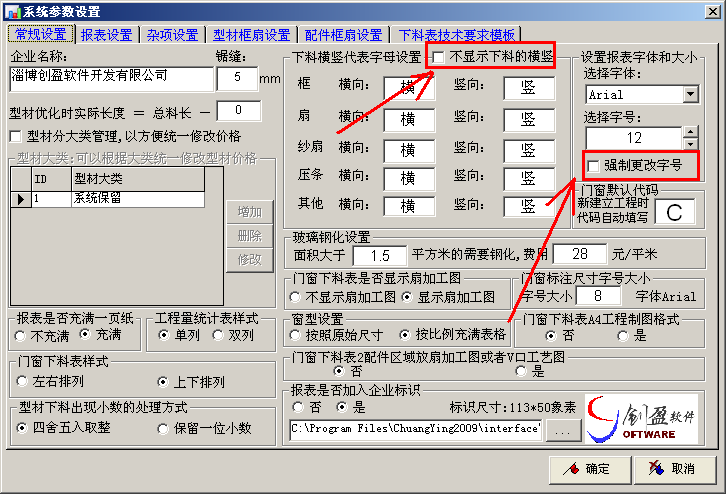 系统参数设置
常规设置 报表设置 杂项设置 型材框扇设置 配件框扇设置 下料表技术要求模板
企业名称: 锯缝:
淄博创盈软件开发有限公司 5 mm
型材优化时实际长度 = 总料长 — 0
型材分大类管理,以方便统一修改价格
型材大类:可以根据大类统一修改型材价格
ID 型材大类
1 系统保留
增加
删除
修改
报表是否充满一页纸
不充满 充满
工程量统计表样式
单列 双列
门窗下料表样式
左右排列 上下排列
型材下料出现小数的处理方式
四舍五入取整 保留一位小数
下料横竖代表字母设置 不显示下料的横竖
框 横向: 横 竖向: 竖
扇 横向: 横 竖向: 竖
纱扇 横向: 横 竖向: 竖
压条 横向: 横 竖向: 竖
其他 横向: 横 竖向: 竖
设置报表字体和大小
选择字体:
Arial
选择字号:
12
强制更改字号
门窗默认代码
新建立工程时
代码自动填写 C
玻璃钢化设置
面积大于 1.5 平方米的需要钢化,费用 28 元/平米
门窗下料表是否显示扇加工图
不显示扇加工图 显示扇加工图
门窗标注尺寸字号大小
字号大小 8 字体Arial
窗型设置
按照原始尺寸 按比例充满表格
门窗下料表A4工程制图格式
否 是
门窗下料表2配件区域放扇加工图或者V口工艺图
否 是
报表是否加入企业标识
否 是 标识尺寸:113*50象素
C:\Program Files\ChuangYing2009\interface\ ...
创盈软件
OFTWARE
确定 取消